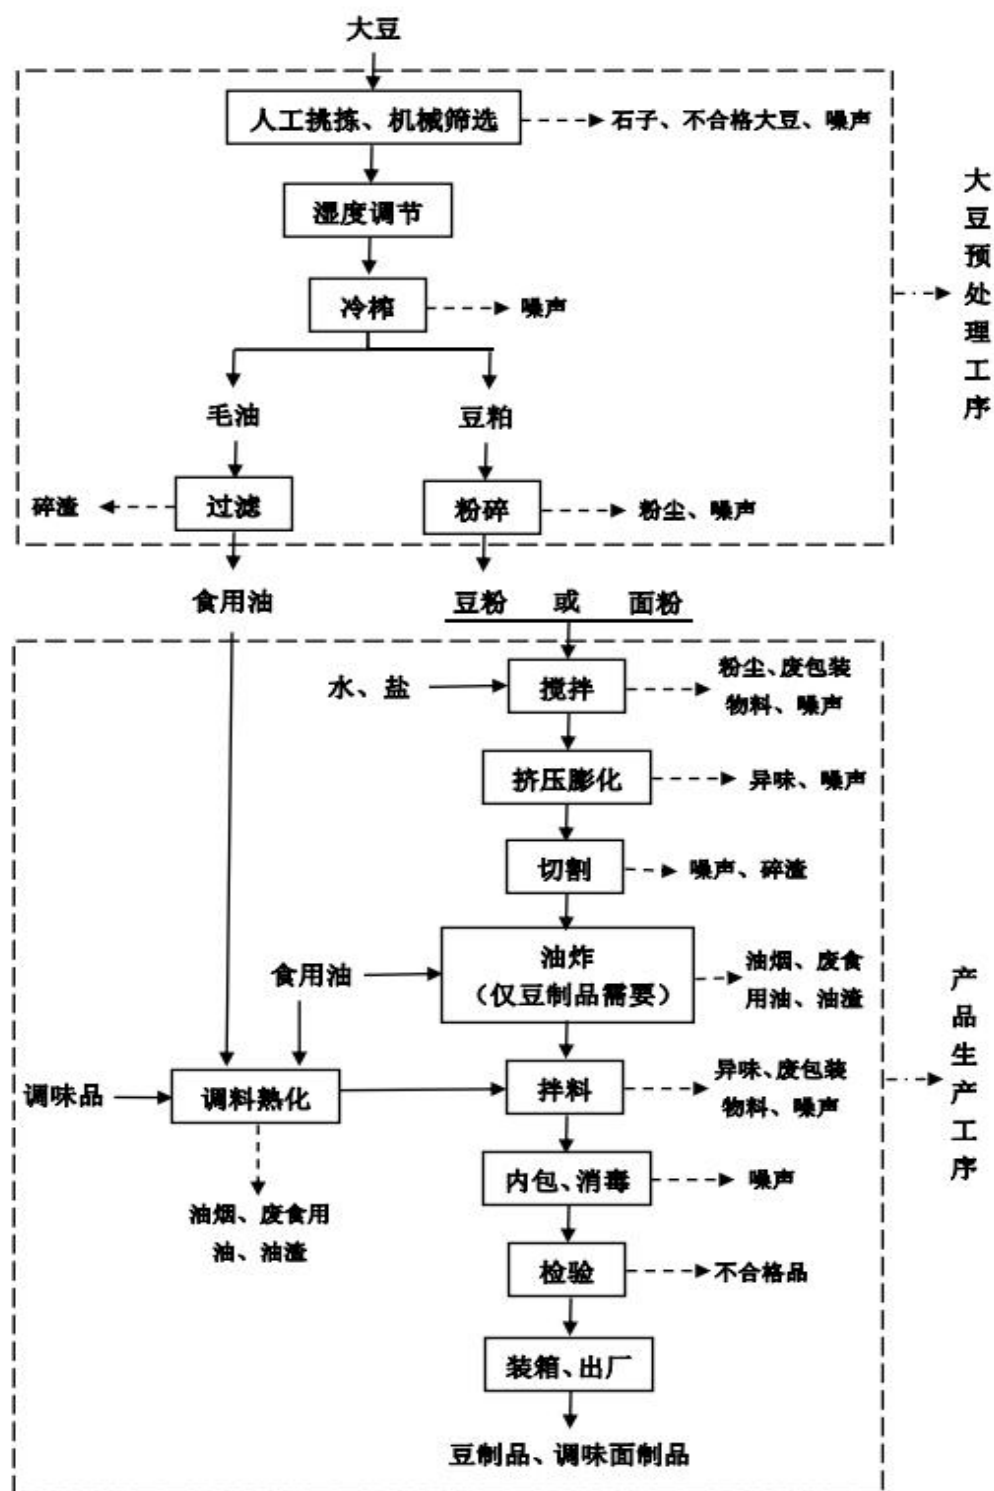 大豆
人工挑拣、机械筛选
石子、不合格大豆、噪声
湿度调节
冷榨
噪声
大豆预处理工序
毛油
豆粕
碎渣
过滤
粉碎
粉尘、噪声
食用油
豆粉 或 面粉
水、盐
搅拌
粉尘、废包装
物料、噪声
挤压膨化
异味、噪声
切割
噪声、碎渣
食用油
油炸
（仅豆制品需要）
油烟、废食
用油、油渣
产品生产工序
调味品
调料熟化
拌料
异味、废包装
物料、噪声
油烟、废食用
油、油渣
内包、消毒
噪声
检验
不合格品
装箱、出厂
豆制品、调味面制品